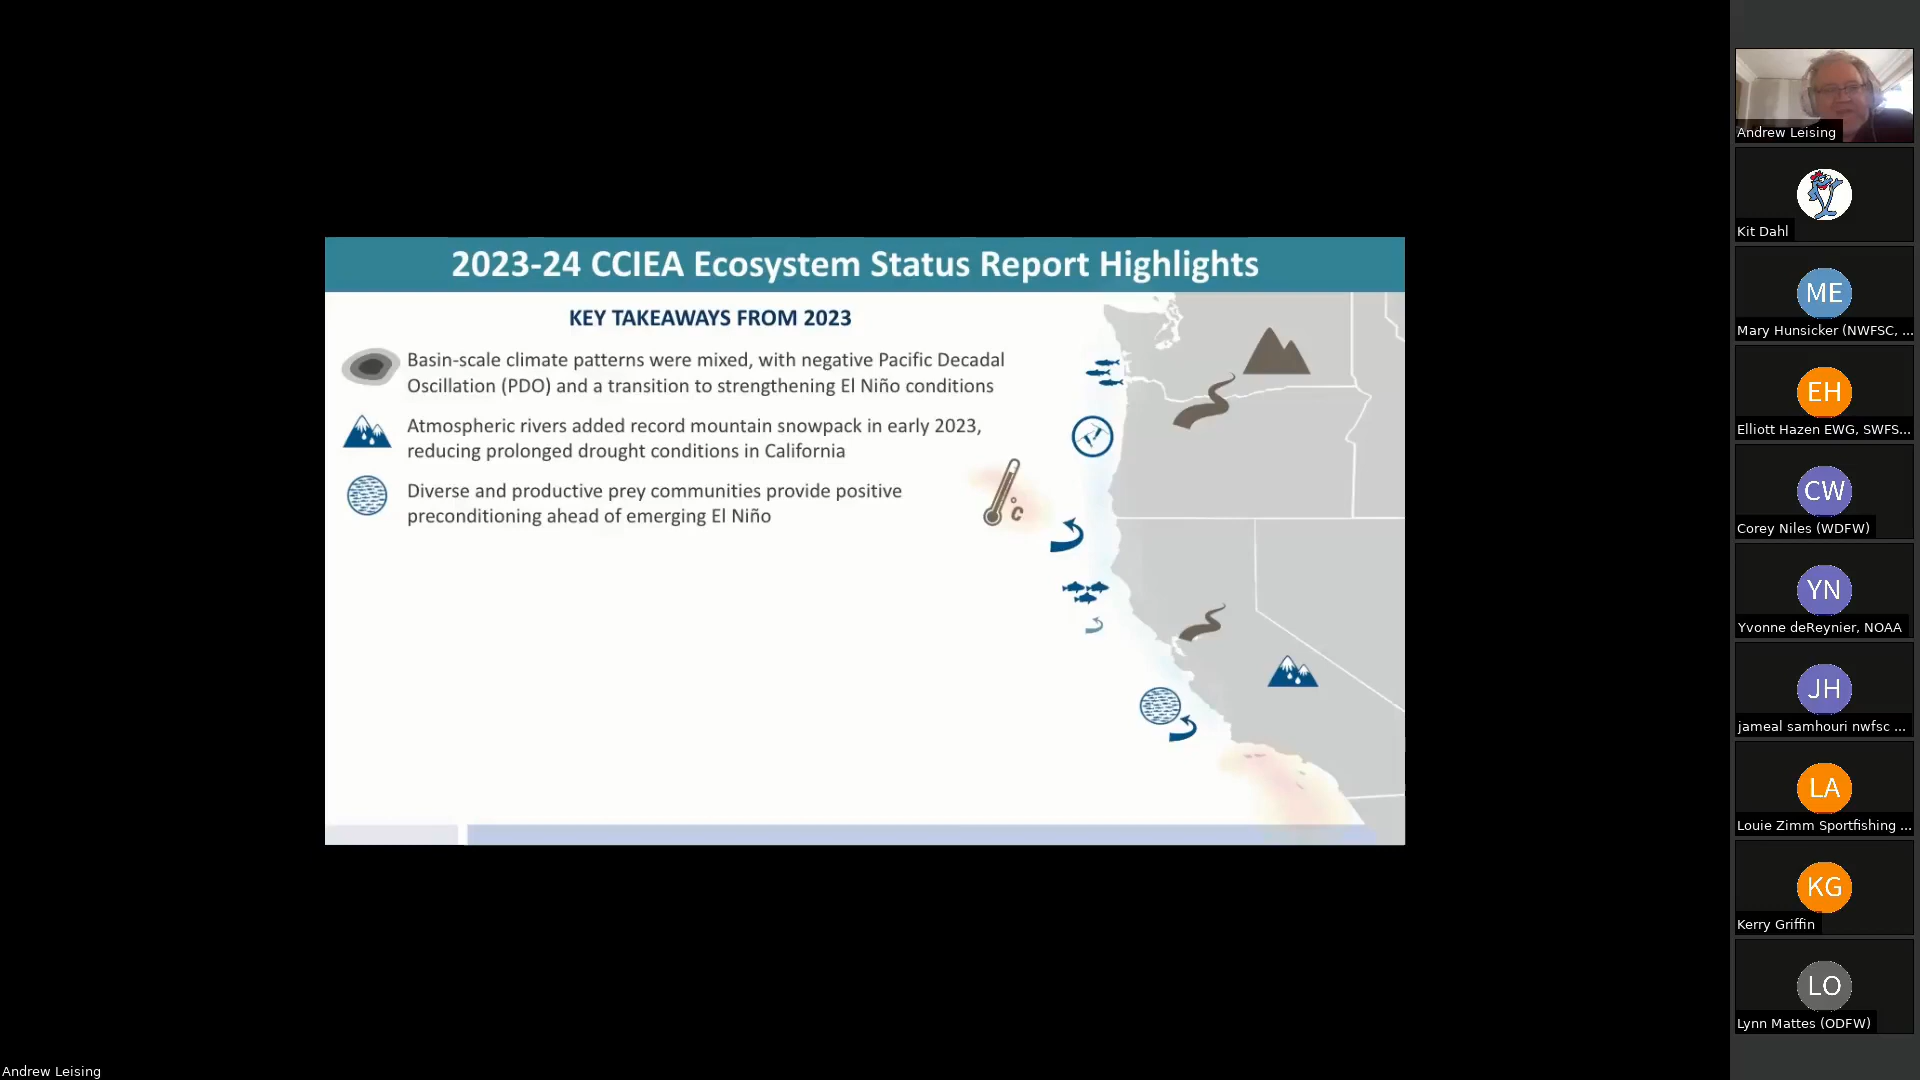 2023-24 CCIEA Ecosystem Status Report Highlights
KEY TAKEAWAYS FROM 2023
Basin-scale climate patterns were mixed, with negative Pacific Decadal
Oscillation (PDO) and a transition to strengthening El Niño conditions
Atmospheric rivers added record mountain snowpack in early 2023,
reducing prolonged drought conditions in California
Diverse and productive prey communities provide positive
preconditioning ahead of emerging El Niño
°C
Andrew Leising
Kit Dahl
ME
Mary Hunsicker (NWFSC, ...
EH
Elliott Hazen EWG, SWFS...
CW
Corey Niles (WDFW)
YN
Yvonne deReynier, NOAA
JH
jameal samhouri nwfsc ...
LA
Louie Zimm Sportfishing ...
KG
Kerry Griffin
LO
Lynn Mattes (ODFW)
Andrew Leising